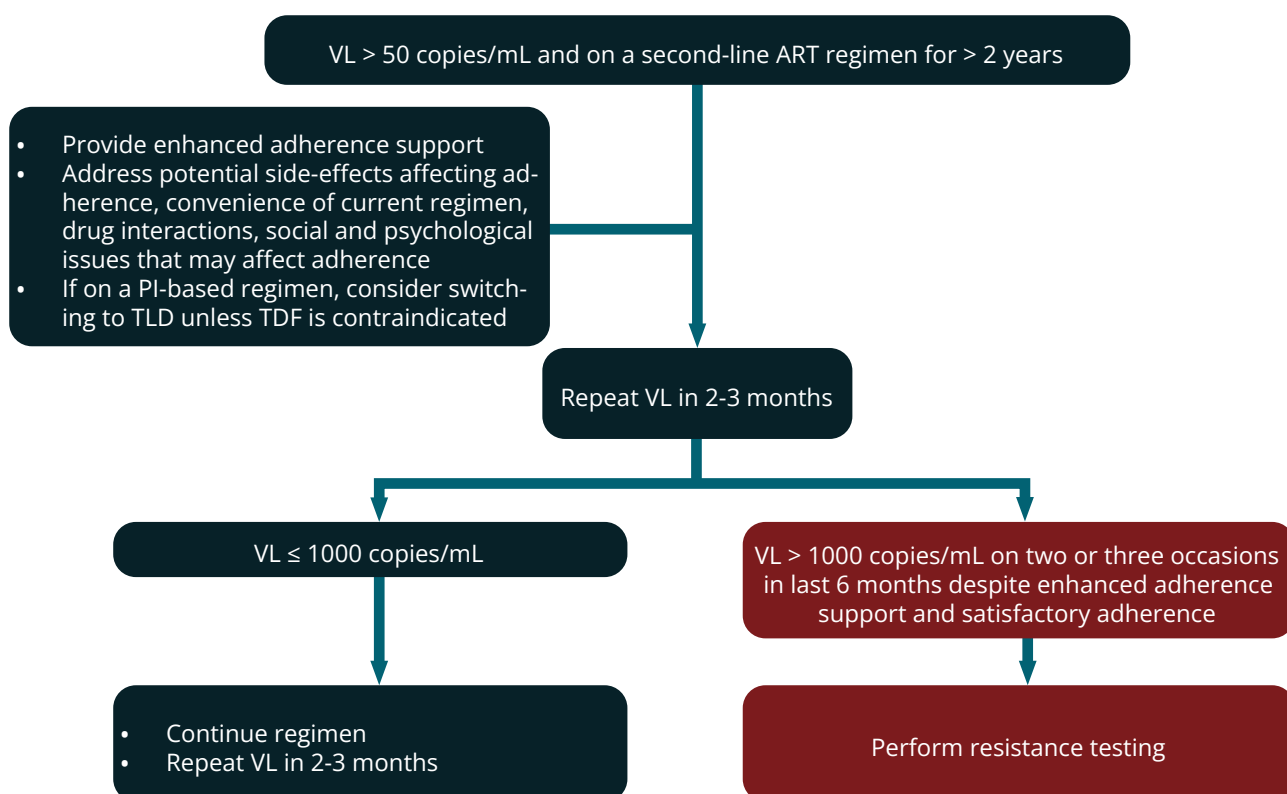 VL > 50 copies/mL and on a second-line ART regimen for > 2 years
• Provide enhanced adherence support
• Address potential side-effects affecting ad-
herence, convenience of current regimen,
drug interactions, social and psychological
issues that may affect adherence
• If on a PI-based regimen, consider switch-
ing to TLD unless TDF is contraindicated
Repeat VL in 2-3 months
VL ≤ 1000 copies/mL
VL > 1000 copies/mL on two or three occasions
in last 6 months despite enhanced adherence
support and satisfactory adherence
• Continue regimen
• Repeat VL in 2-3 months
Perform resistance testing